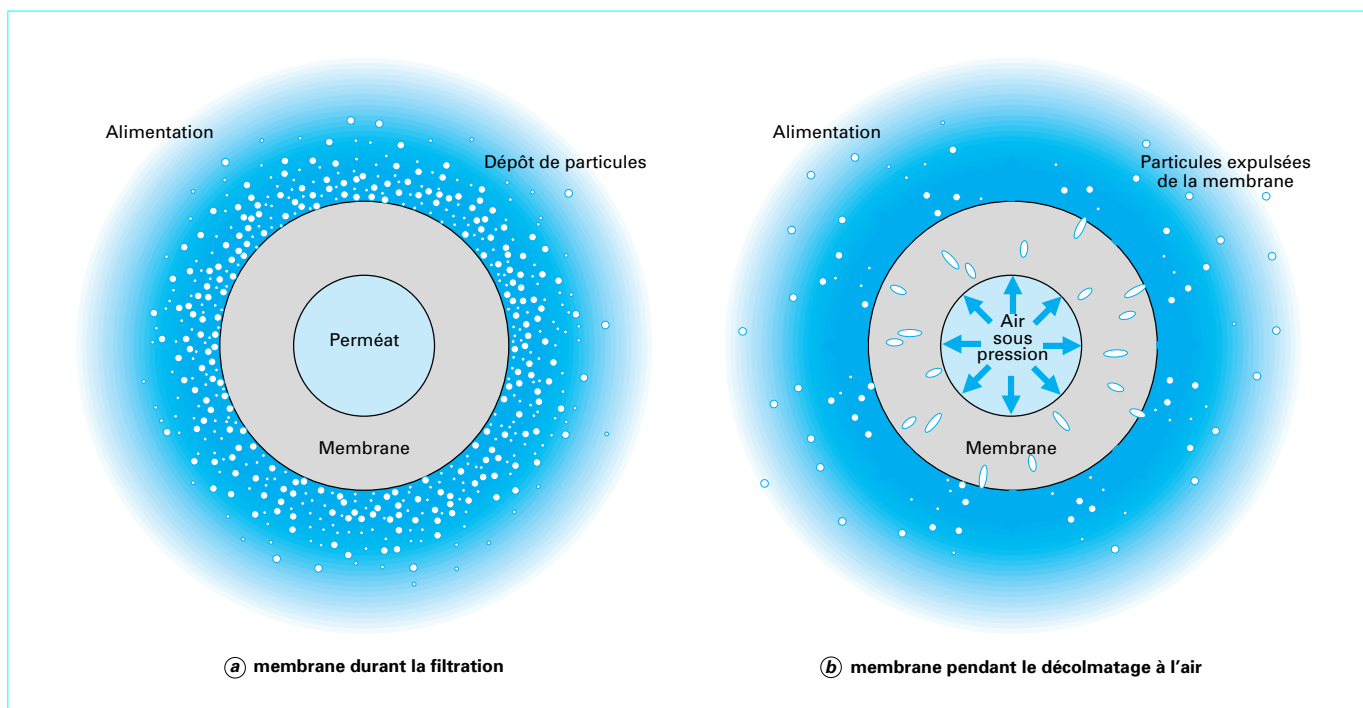 Alimentation
Dépôt de particules
Perméat
Membrane
a membrane durant la filtration
Alimentation
Particules expulsées
de la membrane
Air
sous
pression
Membrane
b membrane pendant le décolmatage à l'air